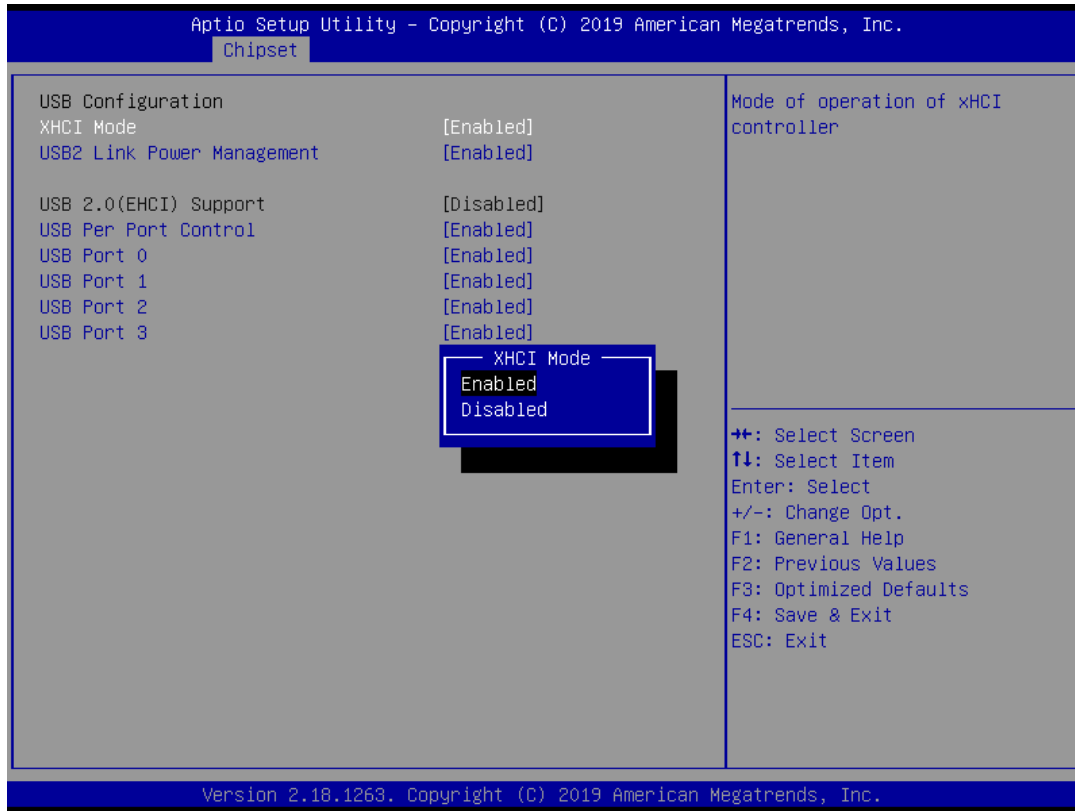 Aptio Setup Utility – Copyright (C) 2019 American Megatrends, Inc.
Chipset
USB Configuration
XHCI Mode [Enabled]
USB2 Link Power Management [Enabled]
USB 2.0(EHCI) Support [Disabled]
USB Per Port Control [Enabled]
USB Port 0 [Enabled]
USB Port 1 [Enabled]
USB Port 2 [Enabled]
USB Port 3 [Enabled]
XHCI Mode
Enabled
Disabled
Mode of operation of xHCI
controller
→←: Select Screen
↑↓: Select Item
Enter: Select
+/-: Change Opt.
F1: General Help
F2: Previous Values
F3: Optimized Defaults
F4: Save & Exit
ESC: Exit
Version 2.18.1263. Copyright (C) 2019 American Megatrends, Inc.